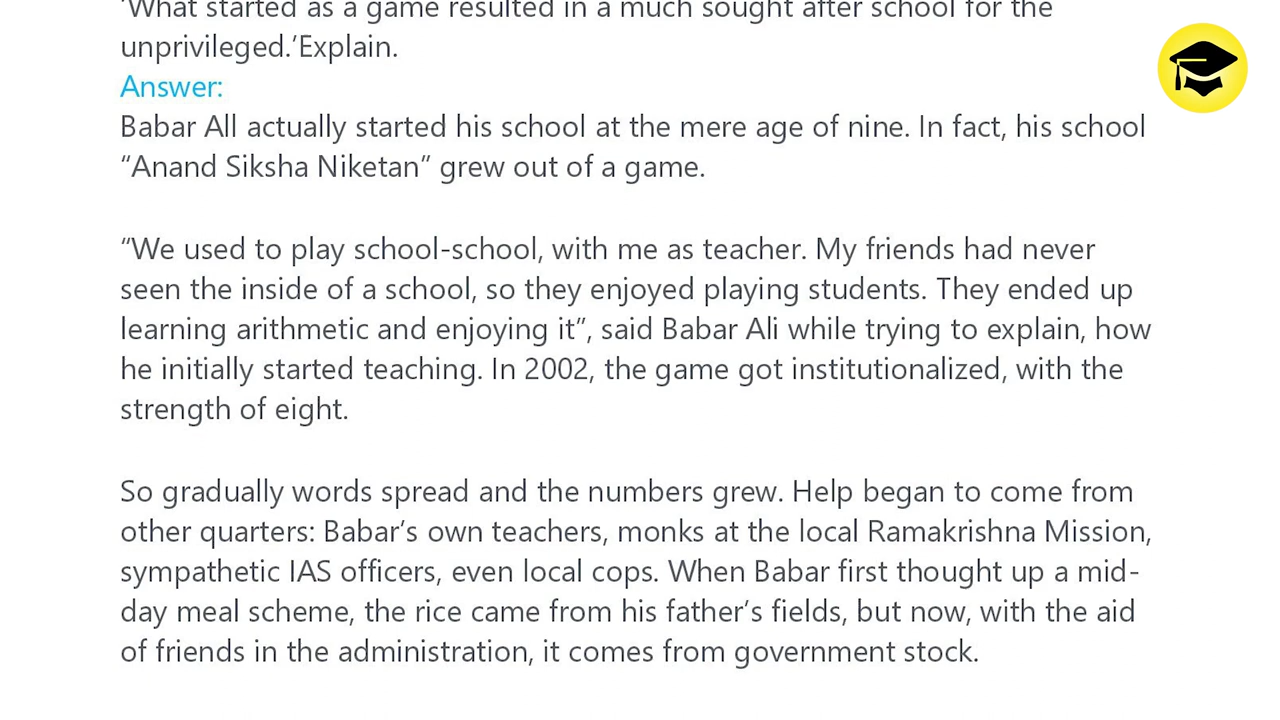 ‘What started as a game resulted in a much sought after school for the
unprivileged.’Explain.
Answer:
Babar All actually started his school at the mere age of nine. In fact, his school
“Anand Siksha Niketan” grew out of a game.
“We used to play school-school, with me as teacher. My friends had never
seen the inside of a school, so they enjoyed playing students. They ended up
learning arithmetic and enjoying it”, said Babar Ali while trying to explain, how
he initially started teaching. In 2002, the game got institutionalized, with the
strength of eight.
So gradually words spread and the numbers grew. Help began to come from
other quarters: Babar’s own teachers, monks at the local Ramakrishna Mission,
sympathetic IAS officers, even local cops. When Babar first thought up a mid-
day meal scheme, the rice came from his father’s fields, but now, with the aid
of friends in the administration, it comes from government stock.